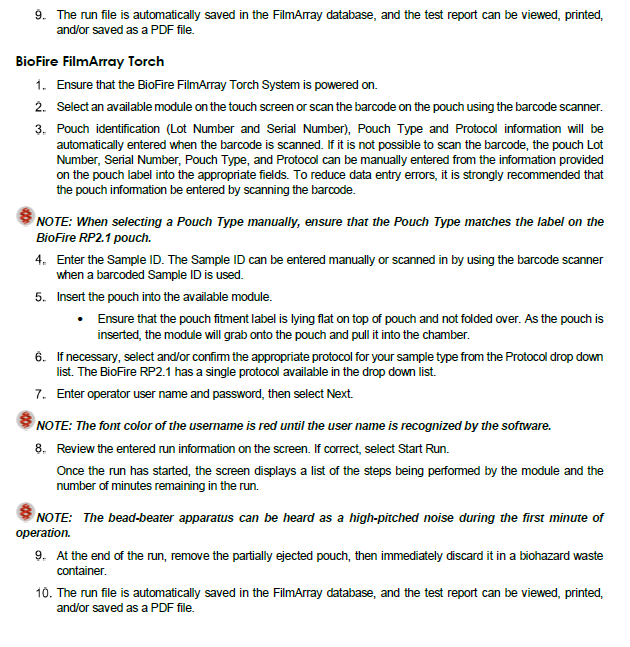 9. The run file is automatically saved in the FilmArray database, and the test report can be viewed, printed,
and/or saved as a PDF file.
BioFire FilmArray Torch
1. Ensure that the BioFire FilmArray Torch System is powered on.
2. Select an available module on the touch screen or scan the barcode on the pouch using the barcode scanner.
3. Pouch identification (Lot Number and Serial Number), Pouch Type and Protocol information will be
automatically entered when the barcode is scanned. If it is not possible to scan the barcode, the pouch Lot
Number, Serial Number, Pouch Type, and Protocol can be manually entered from the information provided
on the pouch label into the appropriate fields. To reduce data entry errors, it is strongly recommended that
the pouch information be entered by scanning the barcode.
NOTE: When selecting a Pouch Type manually, ensure that the Pouch Type matches the label on the
BioFire RP2.1 pouch.
4. Enter the Sample ID. The Sample ID can be entered manually or scanned in by using the barcode scanner
when a barcoded Sample ID is used.
5. Insert the pouch into the available module.
• Ensure that the pouch fitment label is lying flat on top of pouch and not folded over. As the pouch is
inserted, the module will grab onto the pouch and pull it into the chamber.
6. If necessary, select and/or confirm the appropriate protocol for your sample type from the Protocol drop down
list. The BioFire RP2.1 has a single protocol available in the drop down list.
7. Enter operator user name and password, then select Next.
NOTE: The font color of the username is red until the user name is recognized by the software.
8. Review the entered run information on the screen. If correct, select Start Run.
Once the run has started, the screen displays a list of the steps being performed by the module and the
number of minutes remaining in the run.
NOTE: The bead-beater apparatus can be heard as a high-pitched noise during the first minute of
operation.
9. At the end of the run, remove the partially ejected pouch, then immediately discard it in a biohazard waste
container.
10. The run file is automatically saved in the FilmArray database, and the test report can be viewed, printed,
and/or saved as a PDF file.